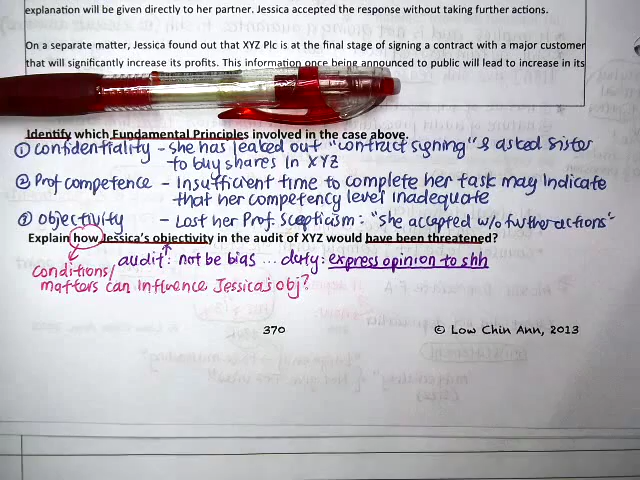 explanation will be given directly to her partner. Jessica accepted the response without taking further actions.
On a separate matter, Jessica found out that XYZ Plc is at the final stage of signing a contract with a major customer
that will significantly increase its profits. This information once being announced to public will lead to increase in its
Identify which Fundamental Principles involved in the case above.
① Confidentiality - She has leaked out "contract signing" & asked sister
to buy shares in XYZ
② Prof competence - Insufficient time to complete her task may indicate
that her competency level inadequate
③ Objectivity - Lost her Prof. Scepticism: "she accepted w/o further actions"
Explain how Jessica's objectivity in the audit of XYZ would have been threatened?
audit: not be bias ... duty: express opinion to shh
conditions/
matters can influence Jessica's obj?
370 © Low Chin Ann, 2013